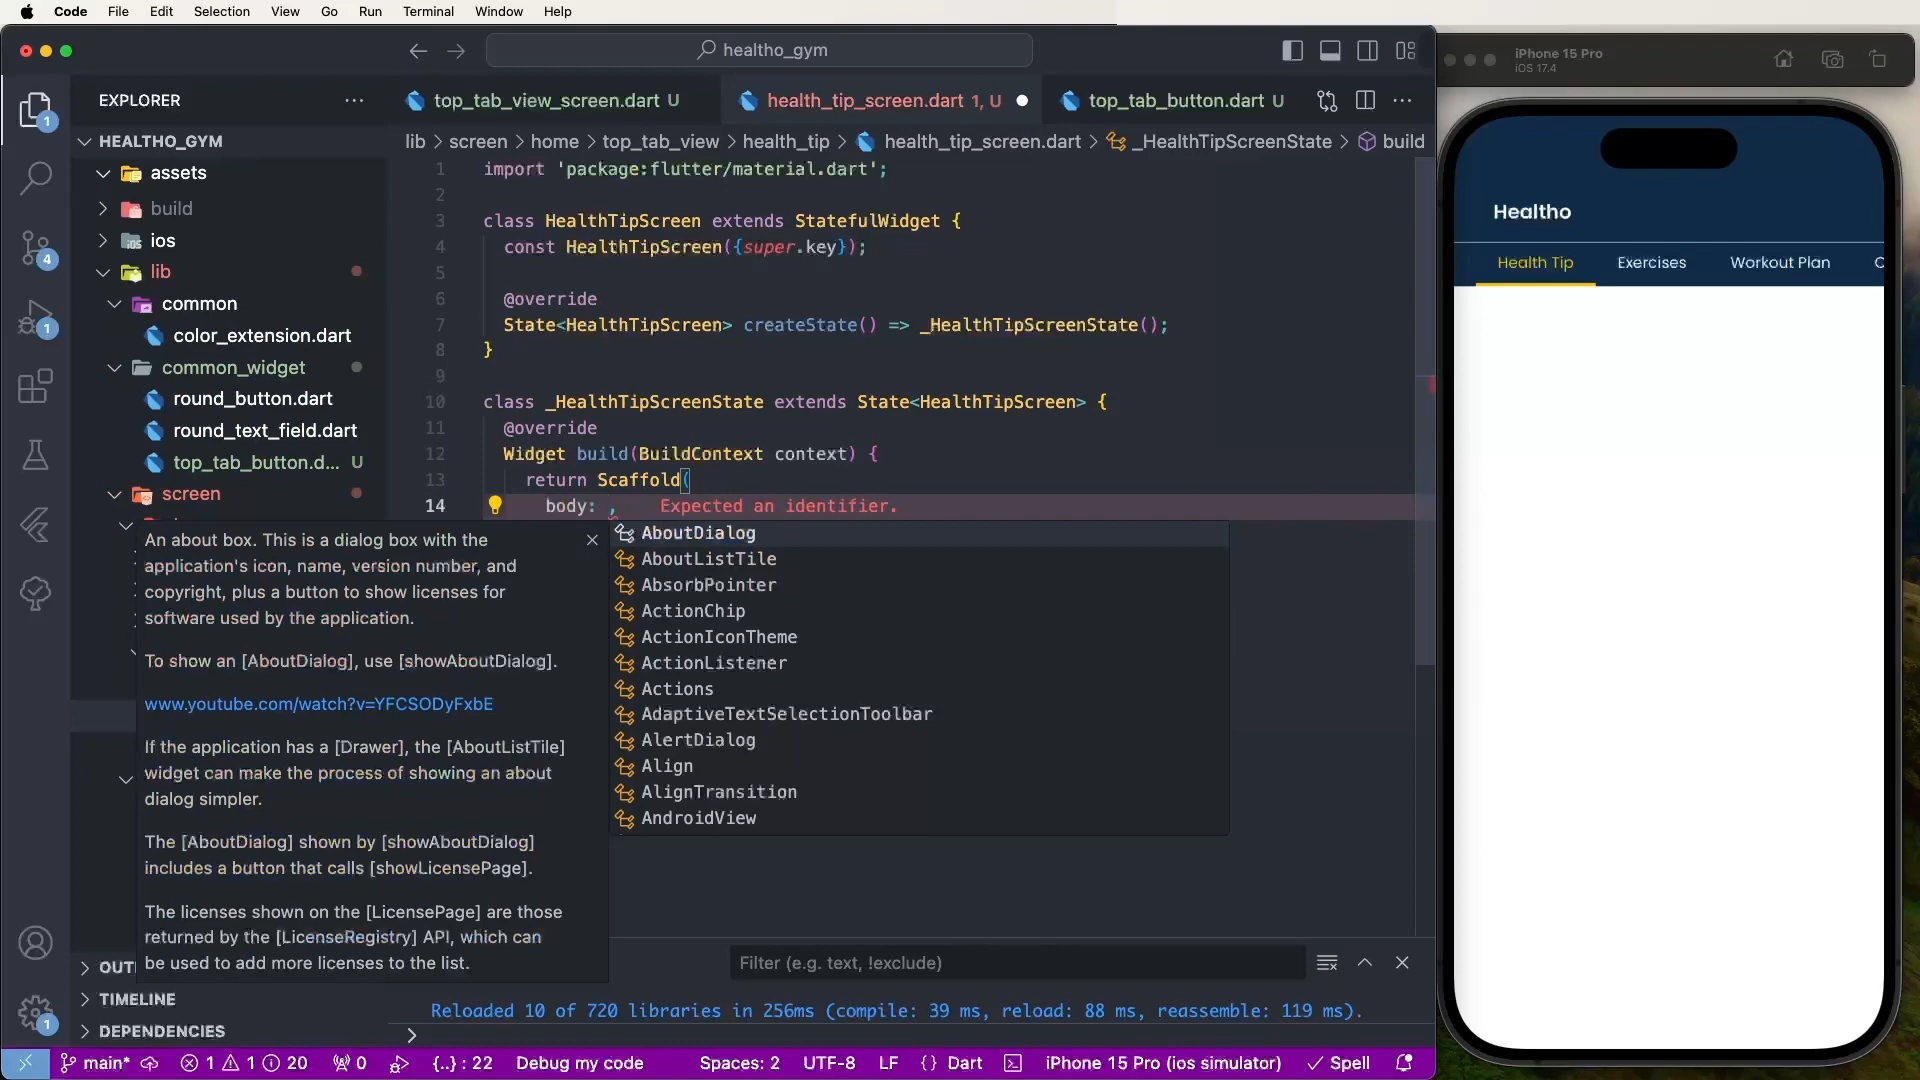 Code File Edit Selection View Go Run Terminal Window Help
healtho_gym
EXPLORER
top_tab_view_screen.dart U
health_tip_screen.dart 1, U
top_tab_button.dart U
HEALTHO_GYM
lib > screen > home > top_tab_view > health_tip > health_tip_screen.dart > _HealthTipScreenState > build
assets
build
ios
lib
common
color_extension.dart
common_widget
round_button.dart
round_text_field.dart
top_tab_button.d... U
screen
1
4
1
1
1 import 'package:flutter/material.dart';
2
3 class HealthTipScreen extends StatefulWidget {
4 const HealthTipScreen({super.key});
5
6 @override
7 State<HealthTipScreen> createState() => _HealthTipScreenState();
8 }
9
10 class _HealthTipScreenState extends State<HealthTipScreen> {
11 @override
12 Widget build(BuildContext context) {
13 return Scaffold(
14 body: , Expected an identifier.
An about box. This is a dialog box with the
application's icon, name, version number, and
copyright, plus a button to show licenses for
software used by the application.
To show an [AboutDialog], use [showAboutDialog].
www.youtube.com/watch?v=YFCSODyFxbE
If the application has a [Drawer], the [AboutListTile]
widget can make the process of showing an about
dialog simpler.
The [AboutDialog] shown by [showAboutDialog]
includes a button that calls [showLicensePage].
The licenses shown on the [LicensePage] are those
returned by the [LicenseRegistry] API, which can
be used to add more licenses to the list.
AboutDialog
AboutListTile
AbsorbPointer
ActionChip
ActionIconTheme
ActionListener
Actions
AdaptiveTextSelectionToolbar
AlertDialog
Align
AlignTransition
AndroidView
OUT
TIMELINE
DEPENDENCIES
Filter (e.g. text, !exclude)
Reloaded 10 of 720 libraries in 256ms (compile: 39 ms, reload: 88 ms, reassemble: 119 ms).
1
main* 1 1 20 0 {..} : 22 Debug my code Spaces: 2 UTF-8 LF {} Dart iPhone 15 Pro (ios simulator) Spell
iPhone 15 Pro
iOS 17.4
Healtho
Health Tip Exercises Workout Plan